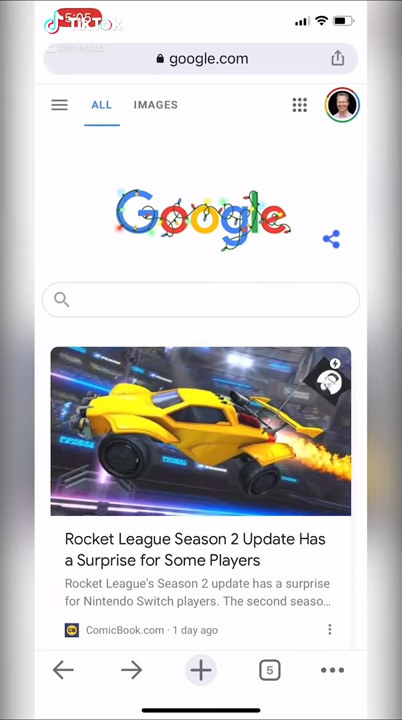 5:05
TikTok
google.com
ALL
IMAGES
Google
Rocket League Season 2 Update Has
a Surprise for Some Players
Rocket League's Season 2 update has a surprise
for Nintendo Switch players. The second seaso...
ComicBook.com · 1 day ago
5